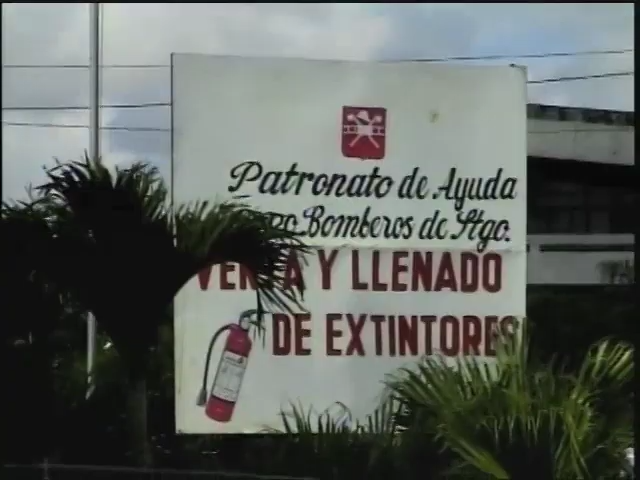 Patronato de Ayuda
Bomberos de Stgo.
VENTA Y LLENADO
DE EXTINTORES